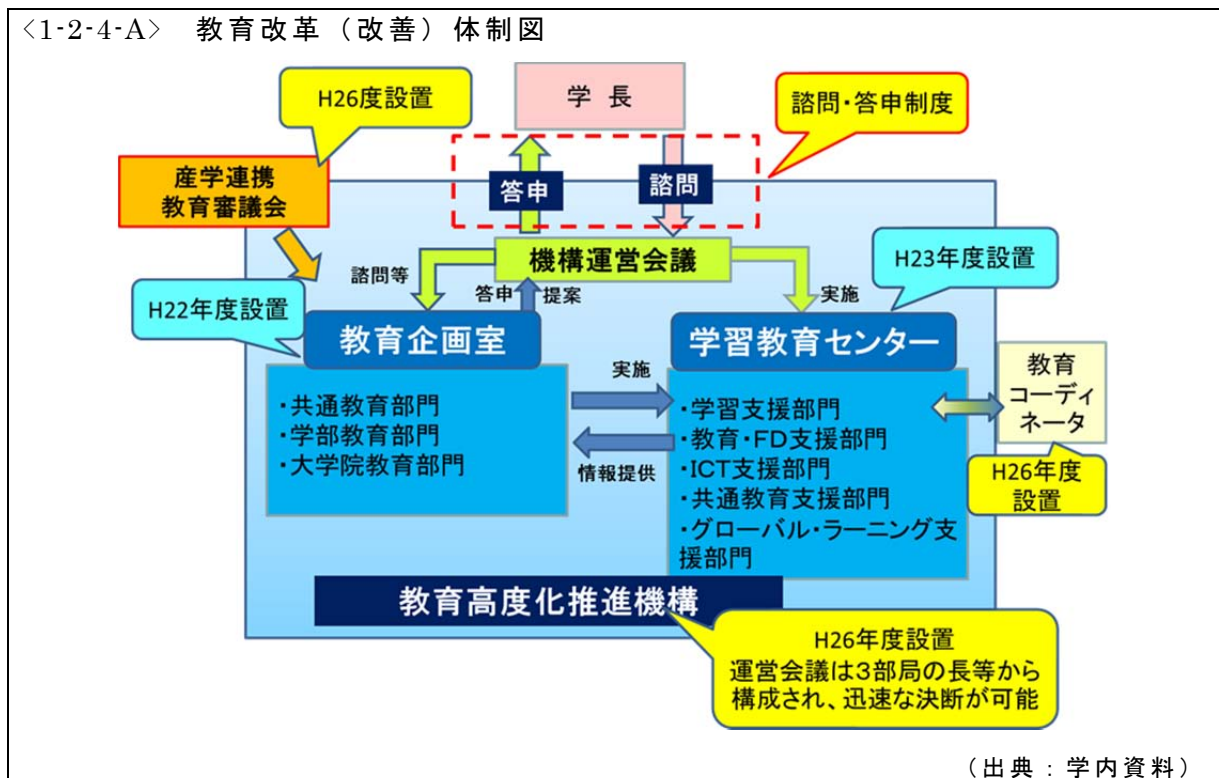 <1-2-4-A> 教育改革（改善）体制図
H26度設置
学長
諮問・答申制度
産学連携
教育審議会
答申
諮問
機構運営会議
H23年度設置
諮問等
答申
提案
実施
H22年度設置
教育企画室
学習教育センター
・共通教育部門
・学部教育部門
・大学院教育部門
実施
情報提供
・学習支援部門
・教育・FD支援部門
・ICT支援部門
・共通教育支援部門
・グローバル・ラーニング支
援部門
教育
コーディ
ネータ
H26年度
設置
教育高度化推進機構
H26年度設置
運営会議は3部局の長等から
構成され、迅速な決断が可能
（出典：学内資料）